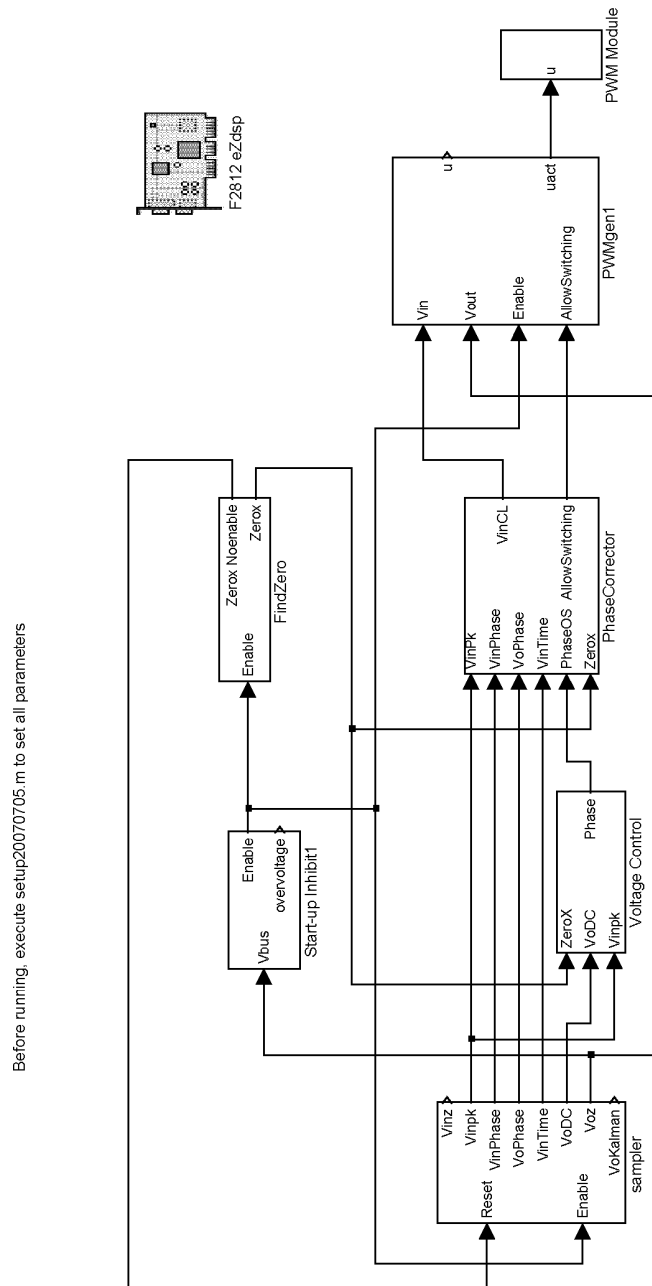 Before running, execute setup20070705.m to set all parameters
F2812 eZdsp
Zerox Noenable
Enable
Zerox
FindZero
Enable
Vbus
overvoltage
Start-up Inhibit1
Vin
u
Vout
Enable
uact
AllowSwitching
PWMgen1
u
PWM Module
VinPk
VinPhase
VoPhase
VinTime
PhaseOS
Zerox
VinCL
AllowSwitching
PhaseCorrector
ZeroX
VoDC
Vinpk
Phase
Voltage Control
Reset
Enable
Vinz
Vinpk
VinPhase
VoPhase
VinTime
VoDC
Voz
VoKalman
sampler